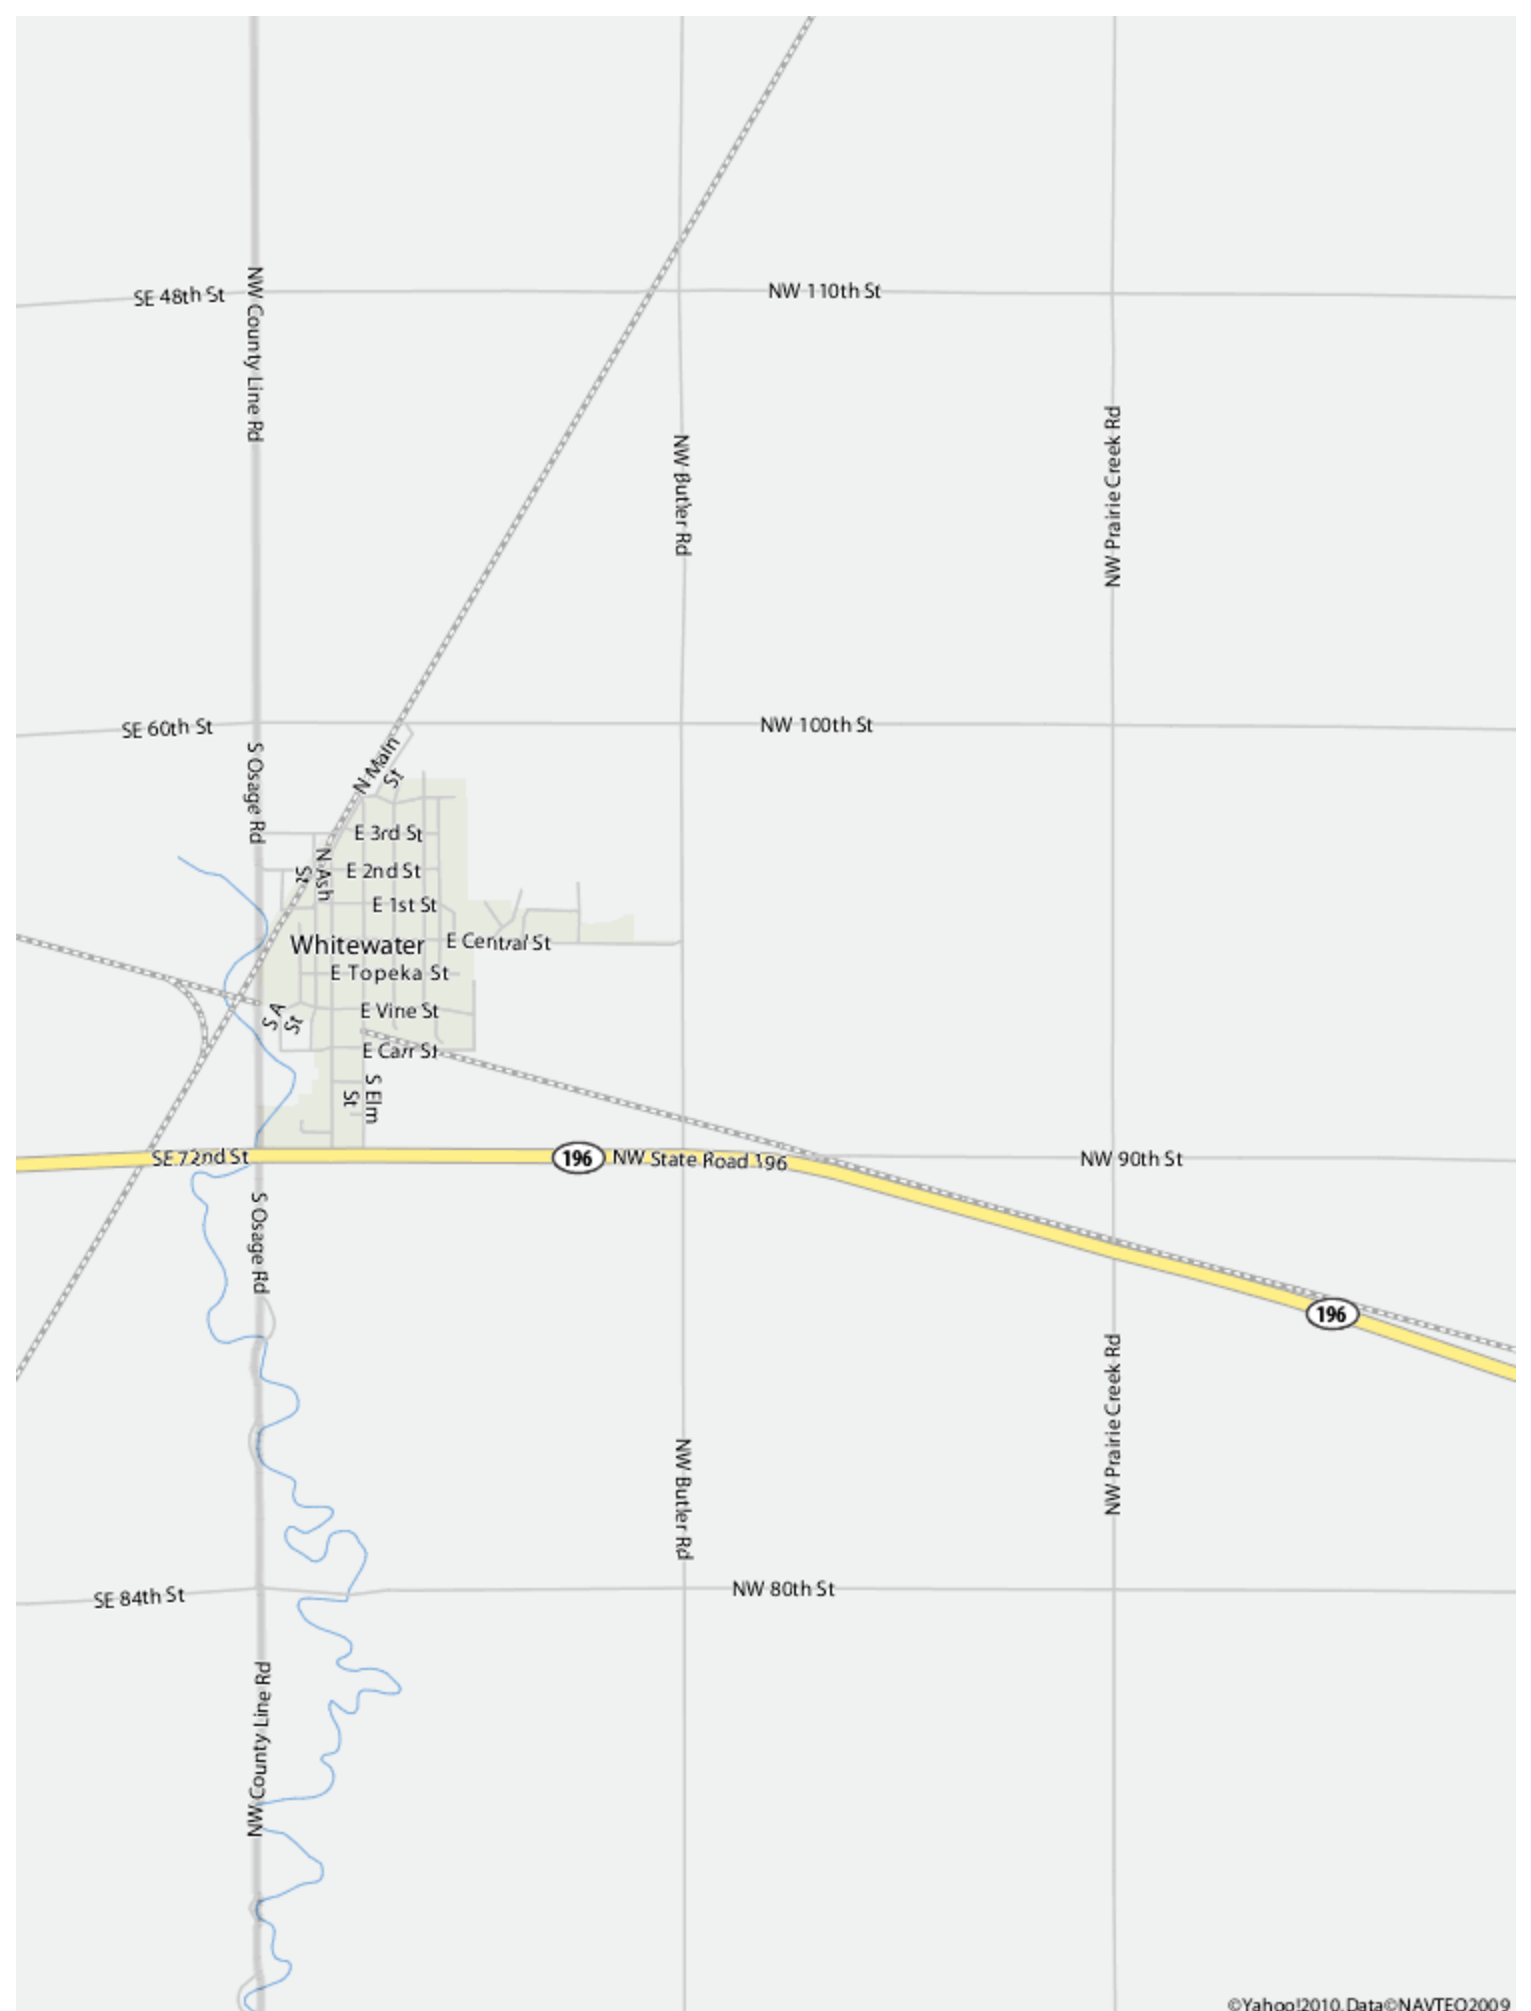 SE 48th St
NW 110th St
NW County Line Rd
NW Butler Rd
NW Prairie Creek Rd
SE 60th St
NW 100th St
S Osage Rd
N Main
St
E 3rd St
N Ash
St
E 2nd St
E 1st St
Whitewater
E Central St
E Topeka St
S A
St
E Vine St
E Carr St
S Elm
St
SE 72nd St
196
NW State Road 196
NW 90th St
S Osage Rd
196
NW Prairie Creek Rd
NW Butler Rd
SE 84th St
NW 80th St
NW County Line Rd
©Yahoo!2010, Data©NAVTEQ2009